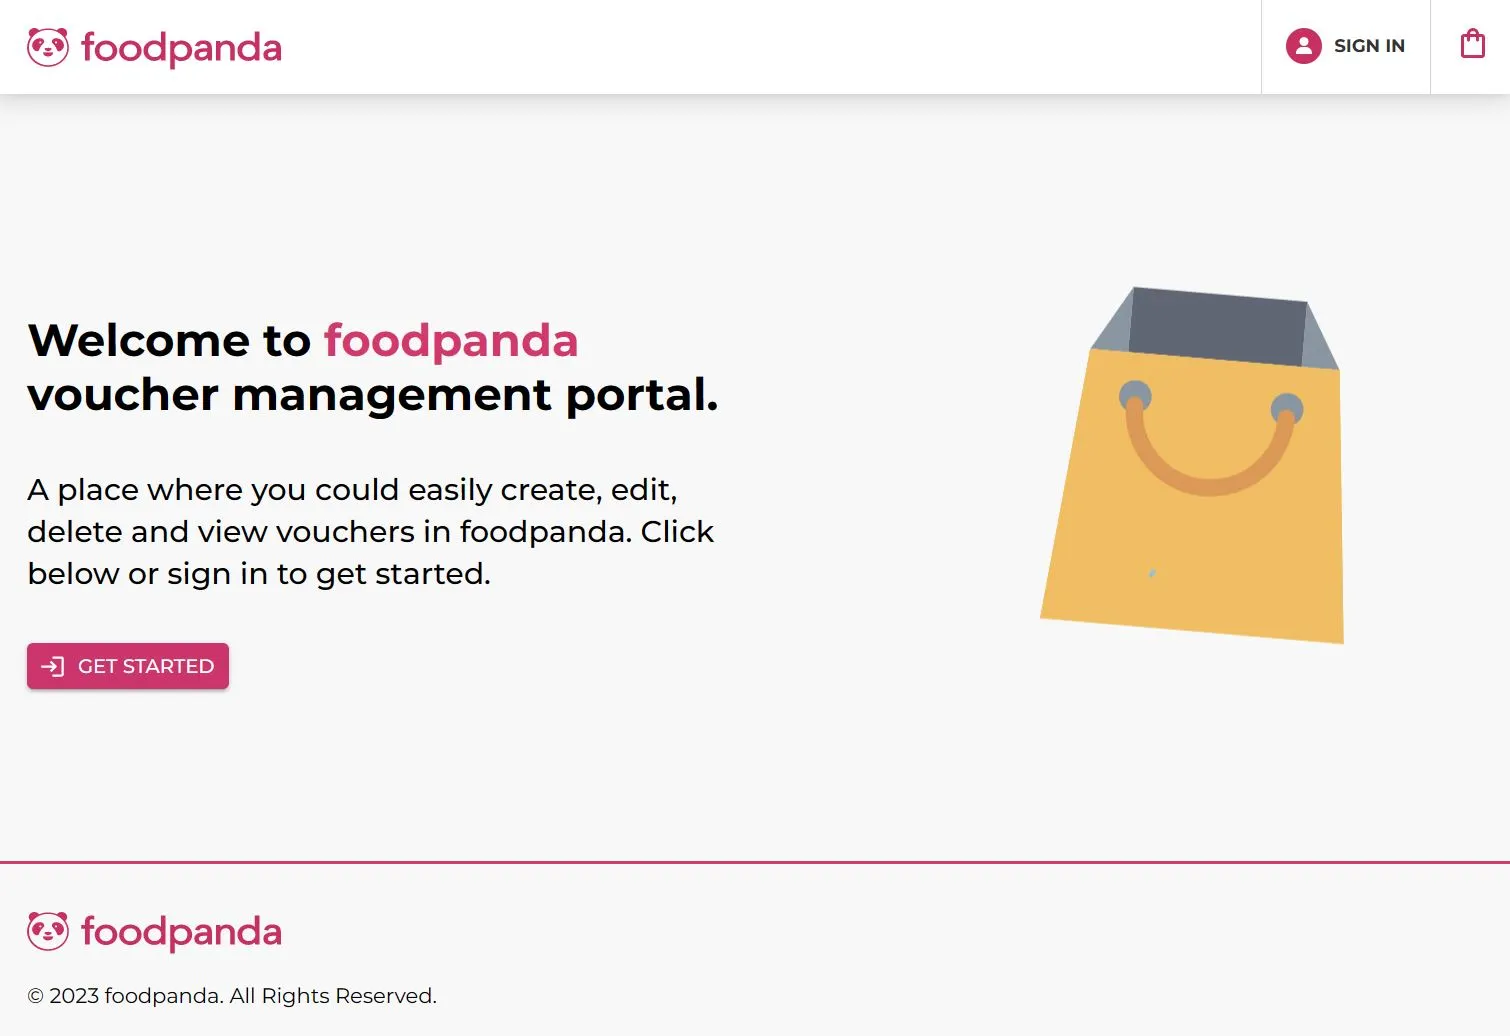 foodpanda
SIGN IN
Welcome to foodpanda
voucher management portal.
A place where you could easily create, edit,
delete and view vouchers in foodpanda. Click
below or sign in to get started.
GET STARTED
foodpanda
© 2023 foodpanda. All Rights Reserved.